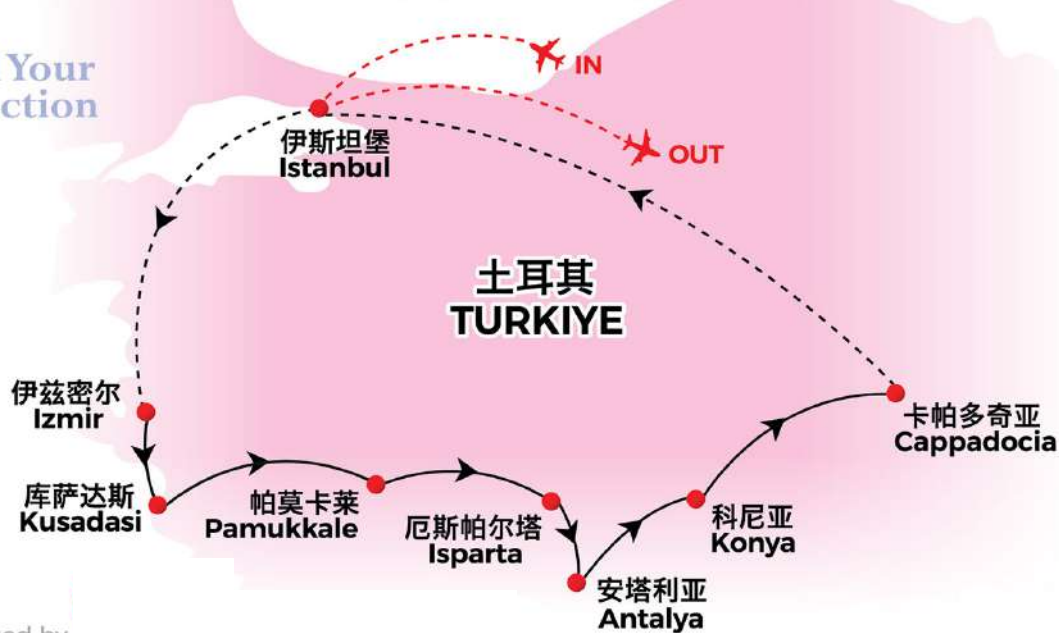 Your
ction
IN
OUT
伊斯坦堡
Istanbul
土耳其
TURKIYE
伊兹密尔
Izmir
库萨达斯
Kusadasi
帕莫卡莱
Pamukkale
厄斯帕尔塔
Isparta
安塔利亚
Antalya
科尼亚
Konya
卡帕多奇亚
Cappadocia